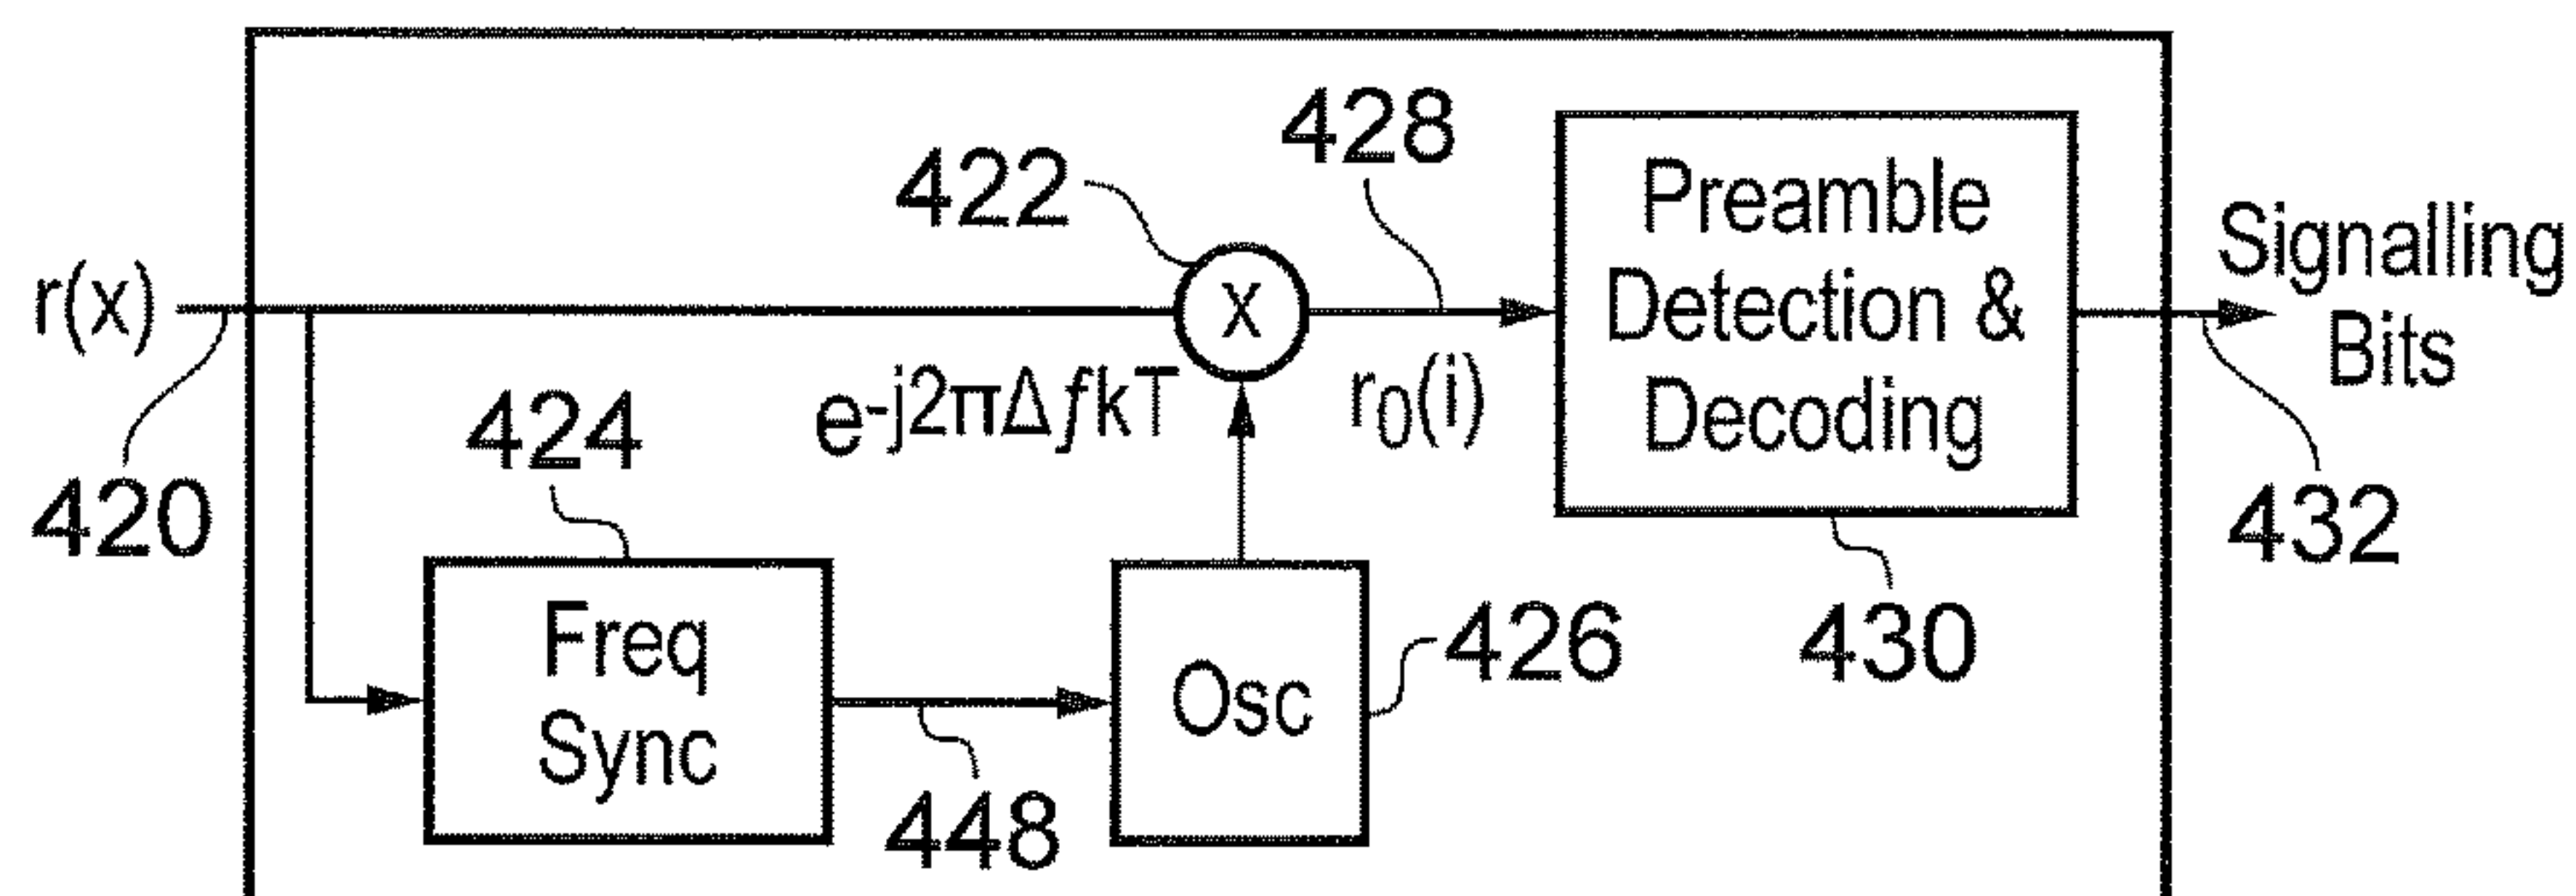 428
422
Preamble
Detection &
Decoding
Signalling
Bits
r(x)
X
e-j2πΔfkT
r0(i)
424
420
432
Freq
Sync
Osc
426
430
448